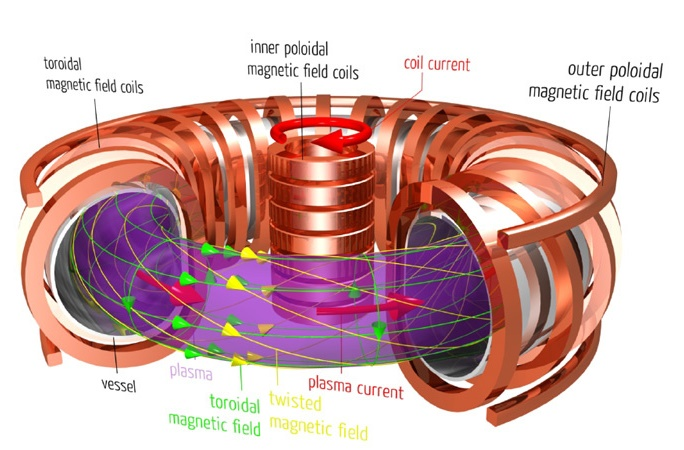 toroidal
magnetic field coils
inner poloidal
magnetic field coils
coil current
outer poloidal
magnetic field coils
vessel
plasma
toroidal
magnetic field
twisted
magnetic field
plasma current